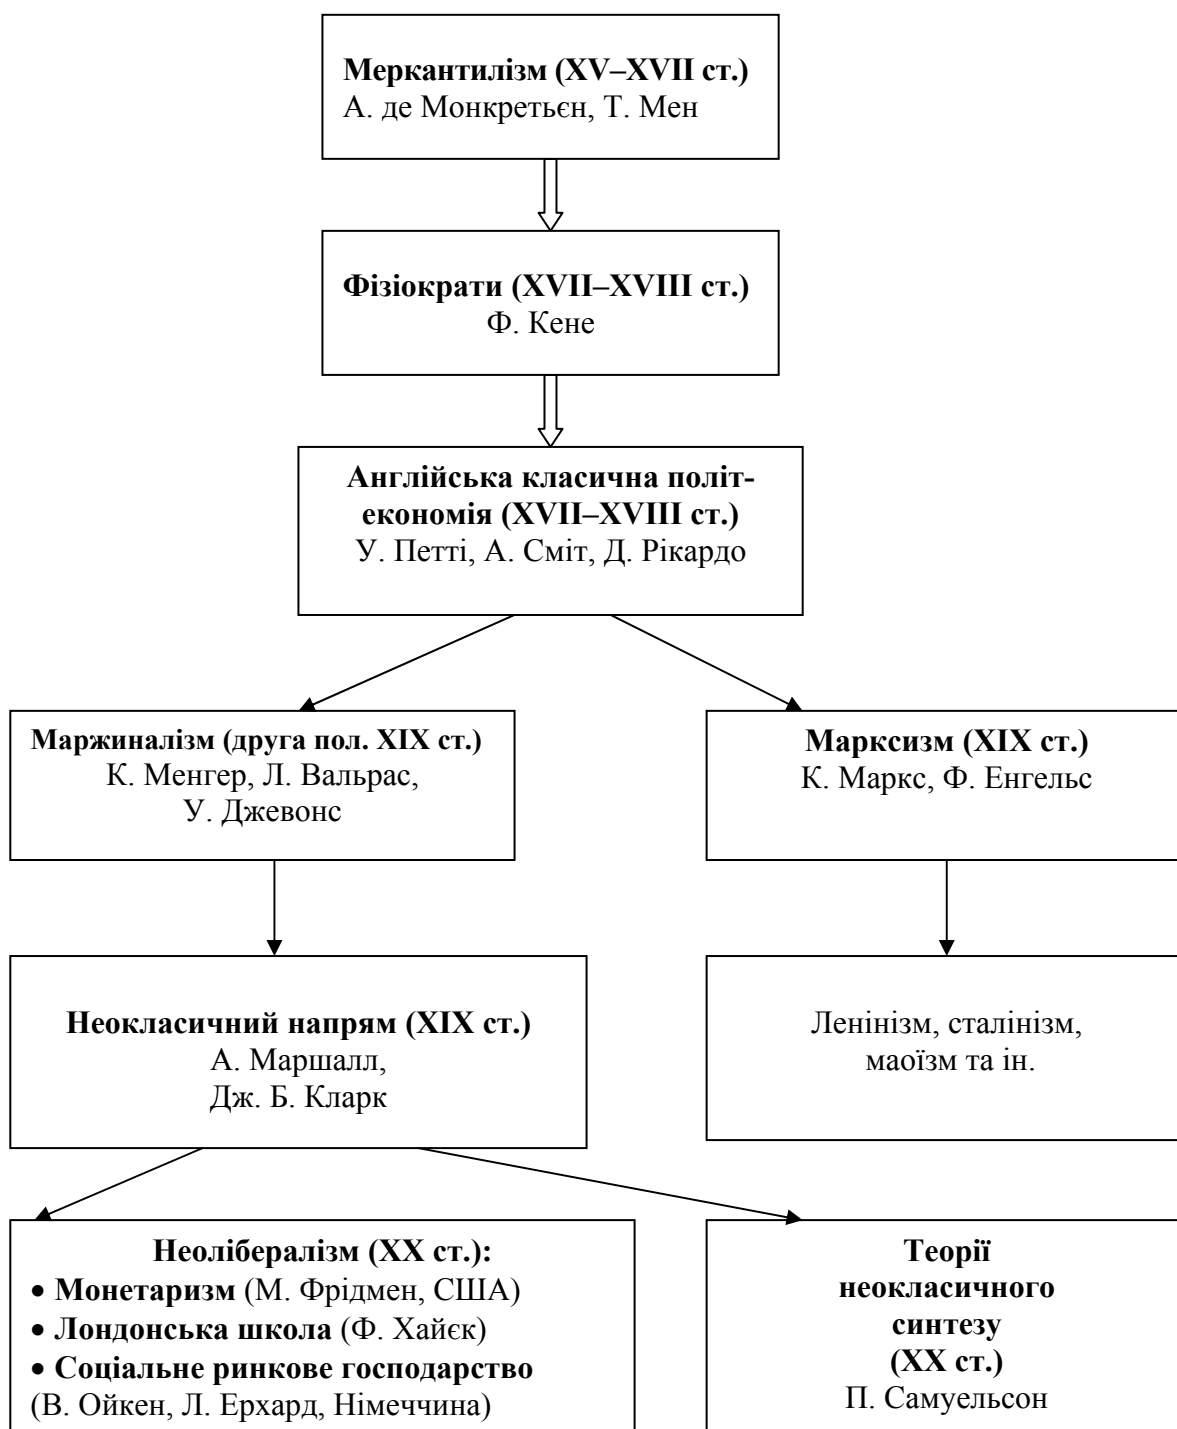 Меркантилізм (XV–XVII ст.)
А. де Монкретьєн, Т. Мен
Фізіократи (XVII–XVIII ст.)
Ф. Кене
Англійська класична політ-
економія (XVII–XVIII ст.)
У. Петті, А. Сміт, Д. Рікардо
Маржиналізм (друга пол. XIX ст.)
К. Менгер, Л. Вальрас,
У. Джевонс
Марксизм (XIX ст.)
К. Маркс, Ф. Енгельс
Неокласичний напрям (XIX ст.)
А. Маршалл,
Дж. Б. Кларк
Ленінізм, сталінізм,
маоїзм та ін.
Неолібералізм (XX ст.):
• Монетаризм (М. Фрідмен, США)
• Лондонська школа (Ф. Хайєк)
• Соціальне ринкове господарство
(В. Ойкен, Л. Ерхард, Німеччина)
Теорії
неокласичного
синтезу
(XX ст.)
П. Самуельсон